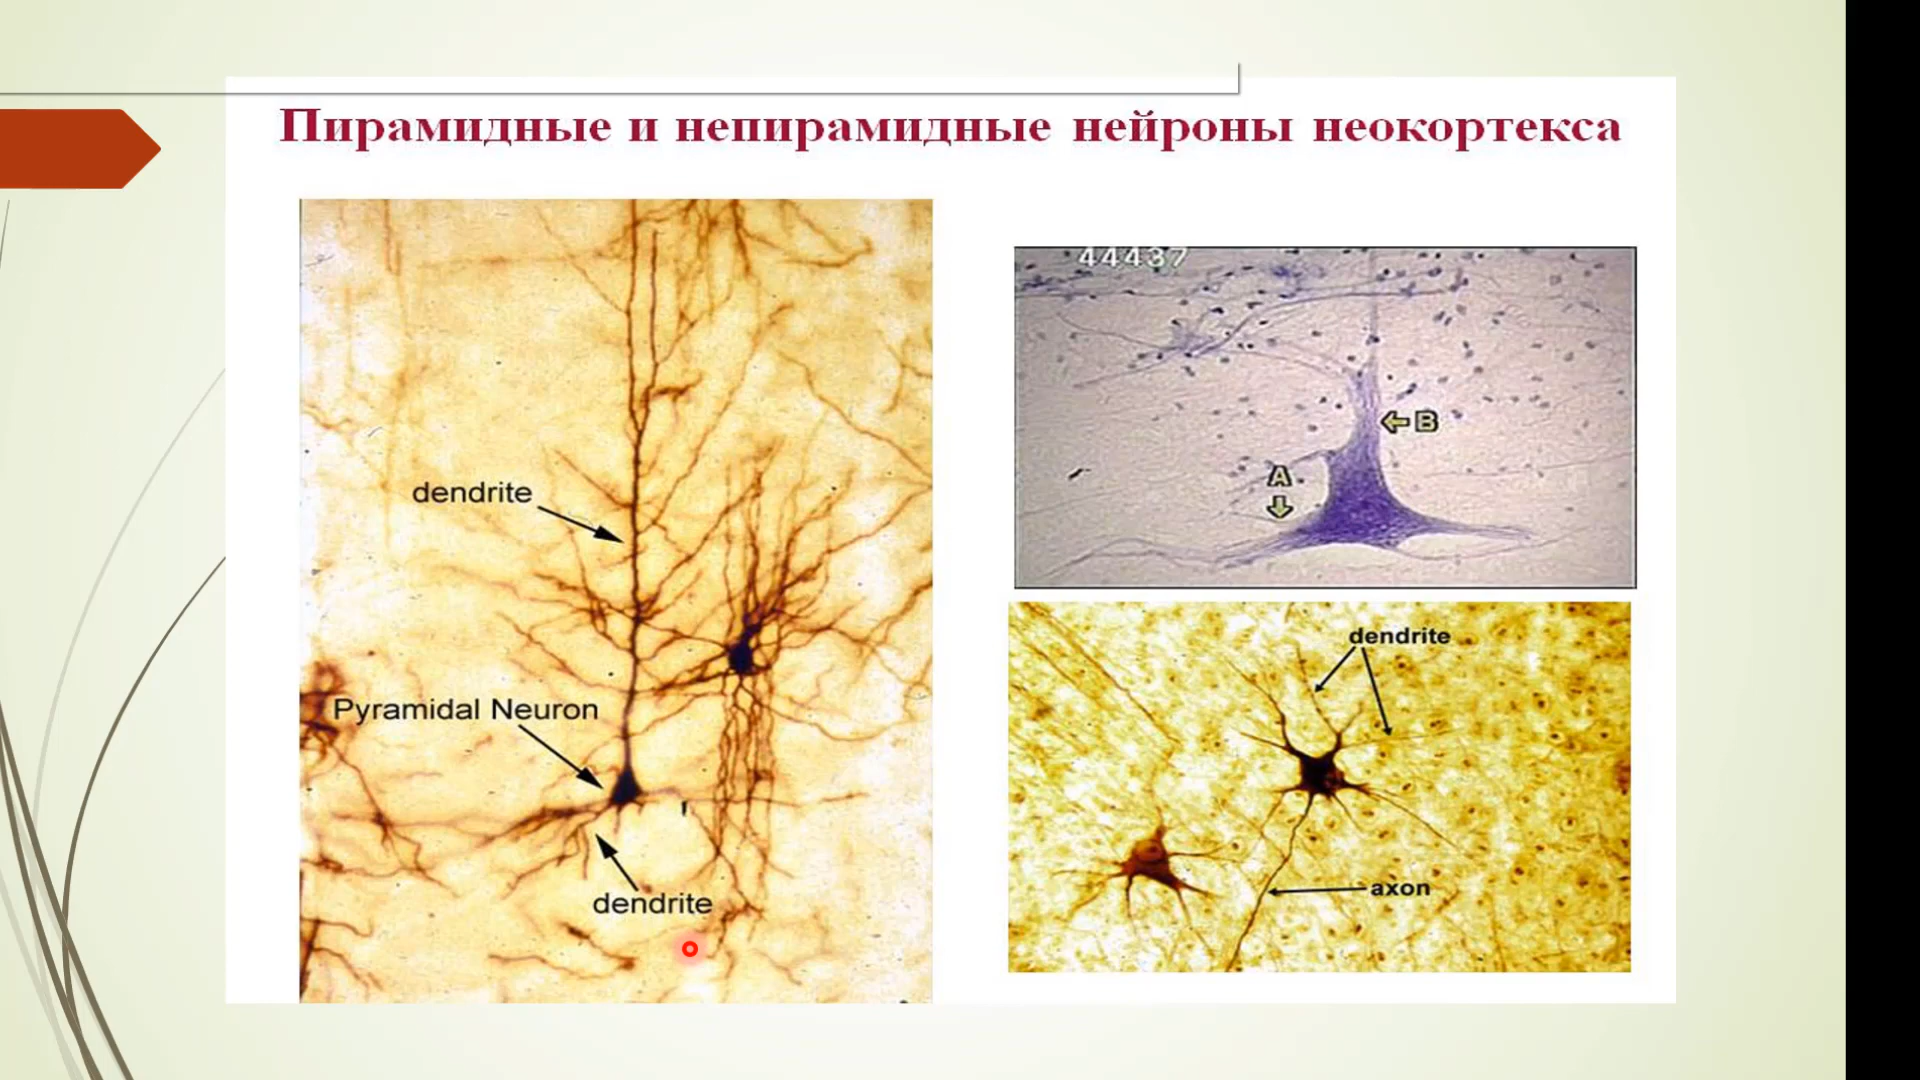 Пирамидные и непирамидные нейроны неокортекса
dendrite
Pyramidal Neuron
dendrite
44437
B
A
dendrite
axon